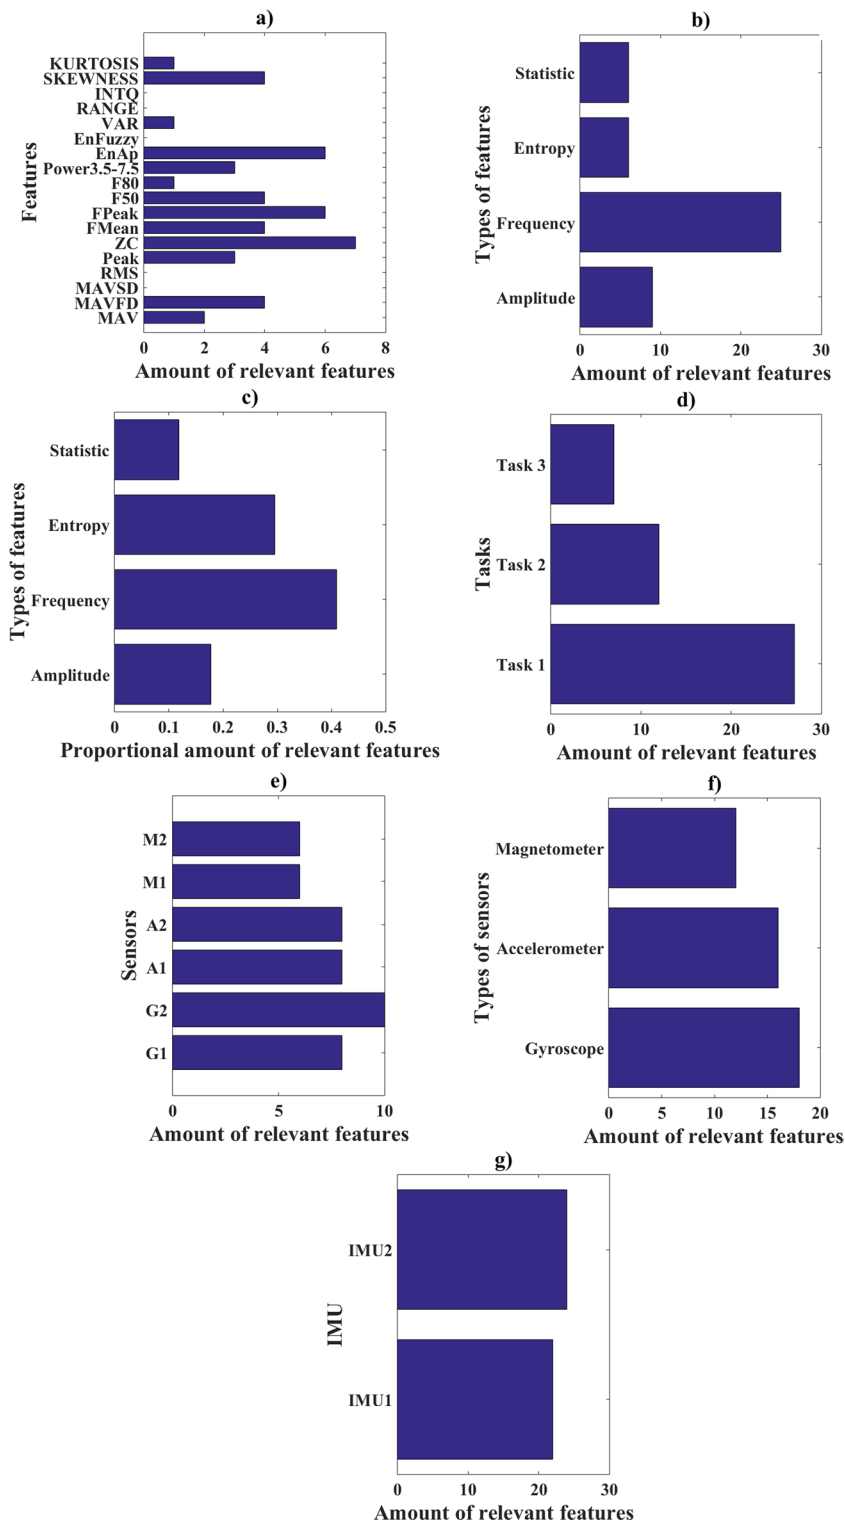 a)
KURTOSIS
SKEWNESS
INTQ
RANGE
VAR
EnFuzzy
EnAp
Power3.5-7.5
F80
F50
FPeak
FMean
ZC
Peak
RMS
MAVSD
MAVFD
MAV
Features
0 2 4 6 8
Amount of relevant features
b)
Statistic
Entropy
Frequency
Amplitude
Types of features
0 10 20 30
Amount of relevant features
c)
Statistic
Entropy
Frequency
Amplitude
Types of features
0 0.1 0.2 0.3 0.4 0.5
Proportional amount of relevant features
d)
Task 3
Task 2
Task 1
Tasks
0 10 20 30
Amount of relevant features
e)
M2
M1
A2
A1
G2
G1
Sensors
0 5 10
Amount of relevant features
f)
Magnetometer
Accelerometer
Gyroscope
Types of sensors
0 5 10 15 20
Amount of relevant features
g)
IMU2
IMU1
IMU
0 10 20 30
Amount of relevant features